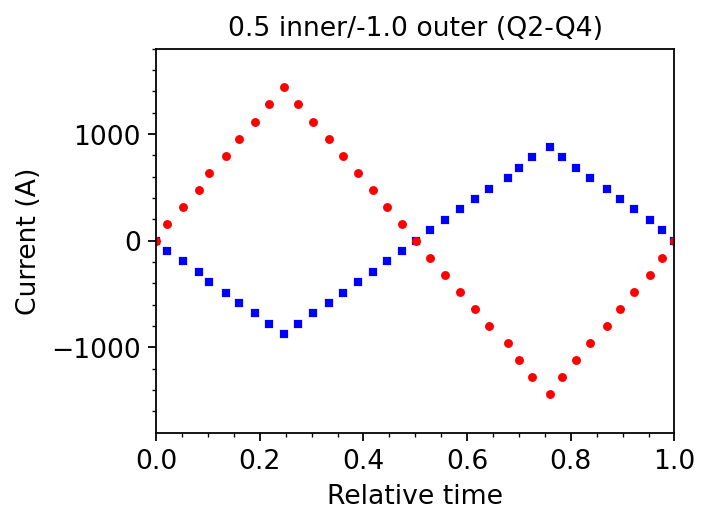 0.5 inner/-1.0 outer (Q2-Q4)
Current (A)
1000
0
−1000
0.0 0.2 0.4 0.6 0.8 1.0
Relative time